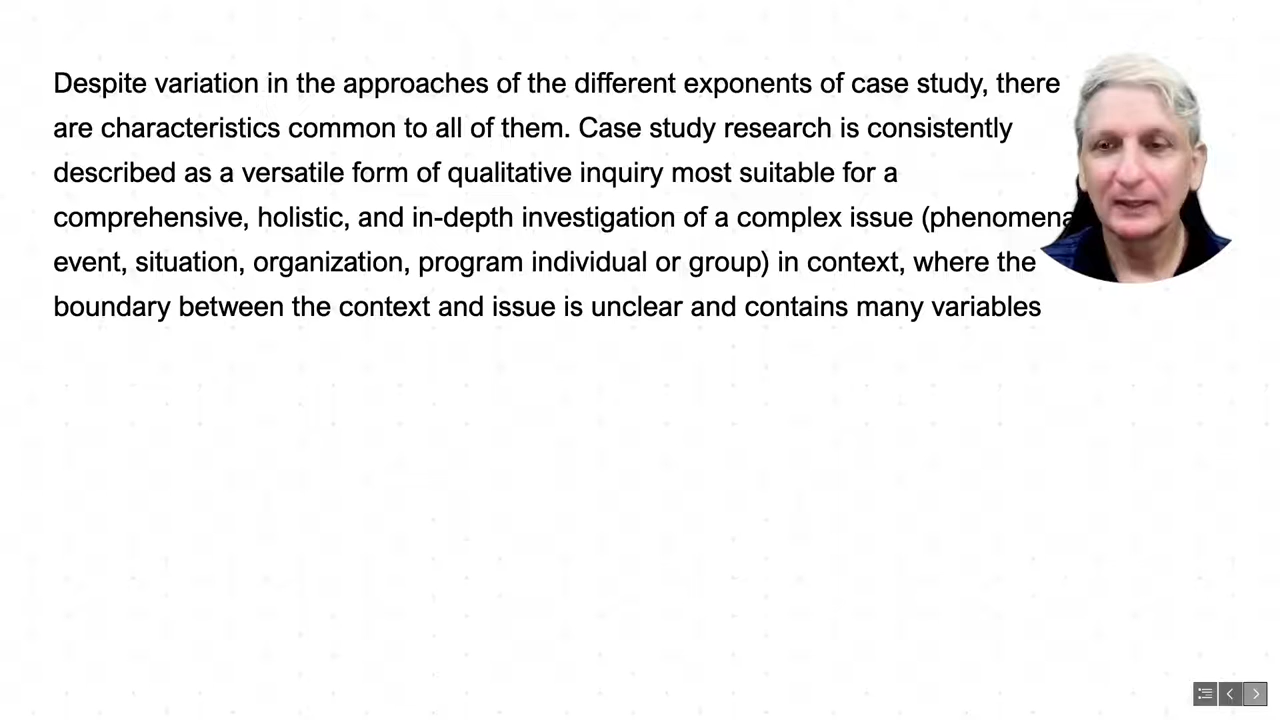 Despite variation in the approaches of the different exponents of case study, there
are characteristics common to all of them. Case study research is consistently
described as a versatile form of qualitative inquiry most suitable for a
comprehensive, holistic, and in-depth investigation of a complex issue (phenomena
event, situation, organization, program individual or group) in context, where the
boundary between the context and issue is unclear and contains many variables